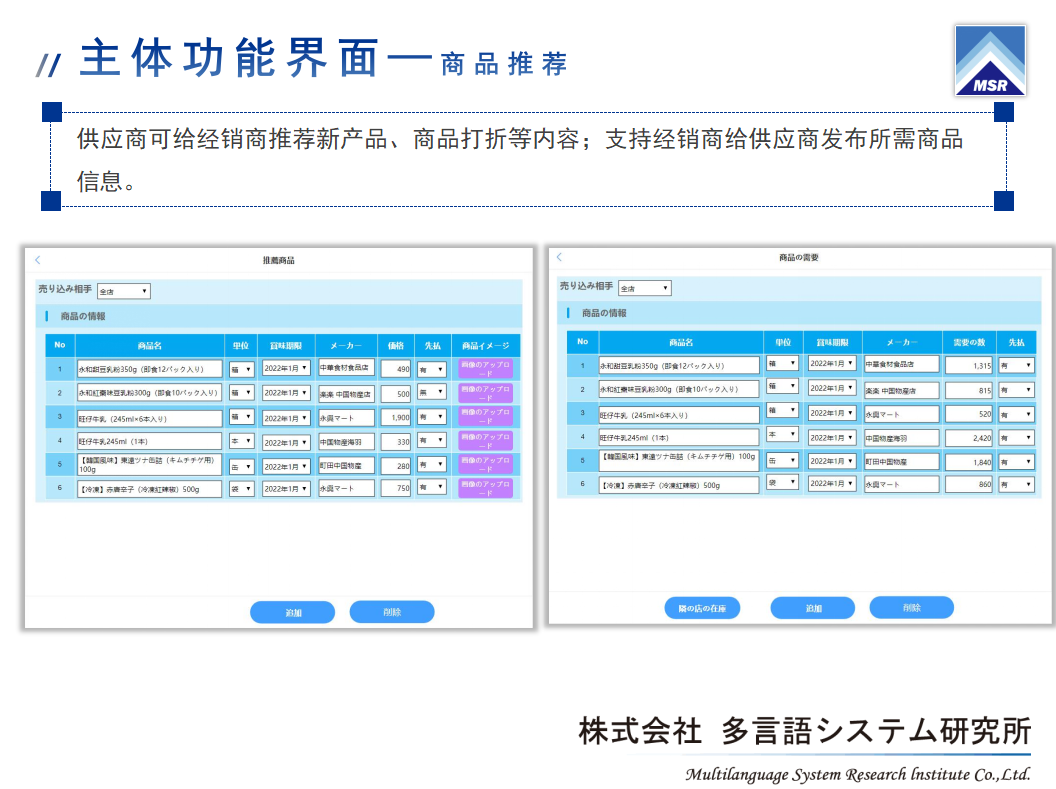 // 主体功能界面—商品推荐
MSR
供应商可给经销商推荐新产品、商品打折等内容；支持经销商给供应商发布所需商品
信息。
推薦商品
売り込み相手 全店
商品の情報
No 商品名 単位 賞味期限 メーカー 価格 先払 商品イメージ
1 永和甜豆乳粉350g（即食12パック入り） 箱 2022年1月 中華食材食品店 490 有 画像のアップロード
2 永和紅棗味豆乳粉300g（即食10パック入り） 箱 2022年1月 楽楽 中国物産店 500 無 画像のアップロード
3 旺仔牛乳（245ml×6本入り） 箱 2022年1月 永興マート 1,900 有 画像のアップロード
4 旺仔牛乳245ml（1本） 本 2022年1月 中国物産海羽 330 有 画像のアップロード
5 【韓国風味】東遠ツナ缶詰（キムチチゲ用）100g 缶 2022年1月 町田中国物産 280 有 画像のアップロード
6 【冷凍】赤唐辛子（冷凍紅辣椒）500g 袋 2022年1月 永興マート 750 有 画像のアップロード
追加 削除
商品の需要
売り込み相手 全店
商品の情報
No 商品名 単位 賞味期限 メーカー 需要の数 先払
1 永和甜豆乳粉350g（即食12パック入り） 箱 2022年1月 中華食材食品店 1,315 有
2 永和紅棗味豆乳粉300g（即食10パック入り） 箱 2022年1月 楽楽 中国物産店 815 有
3 旺仔牛乳（245ml×6本入り） 箱 2022年1月 永興マート 520 有
4 旺仔牛乳245ml（1本） 本 2022年1月 中国物産海羽 2,420 有
5 【韓国風味】東遠ツナ缶詰（キムチチゲ用）100g 缶 2022年1月 町田中国物産 1,840 有
6 【冷凍】赤唐辛子（冷凍紅辣椒）500g 袋 2022年1月 永興マート 860 有
隣の店の在庫 追加 削除
株式会社 多言語システム研究所
Multilanguage System Research Institute Co.,Ltd.